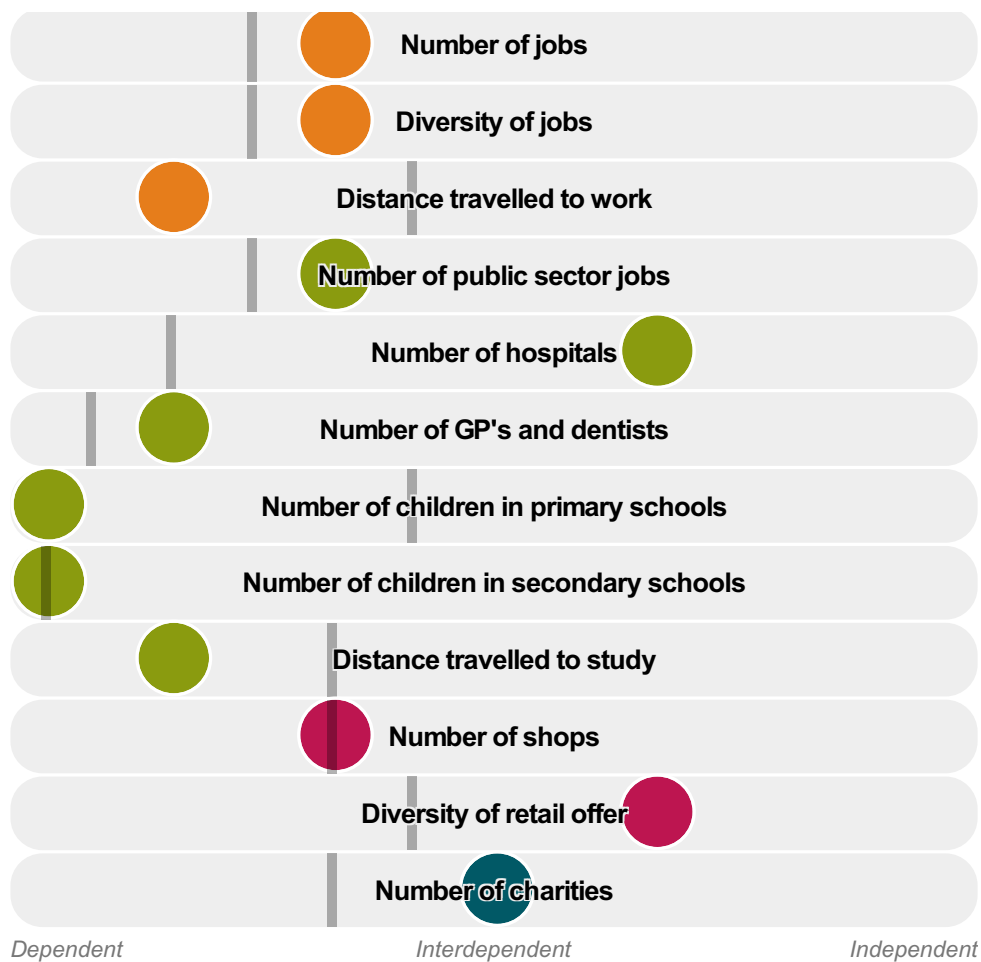 Number of jobs
Diversity of jobs
Distance travelled to work
Number of public sector jobs
Number of hospitals
Number of GP's and dentists
Number of children in primary schools
Number of children in secondary schools
Distance travelled to study
Number of shops
Diversity of retail offer
Number of charities
Dependent Interdependent Independent